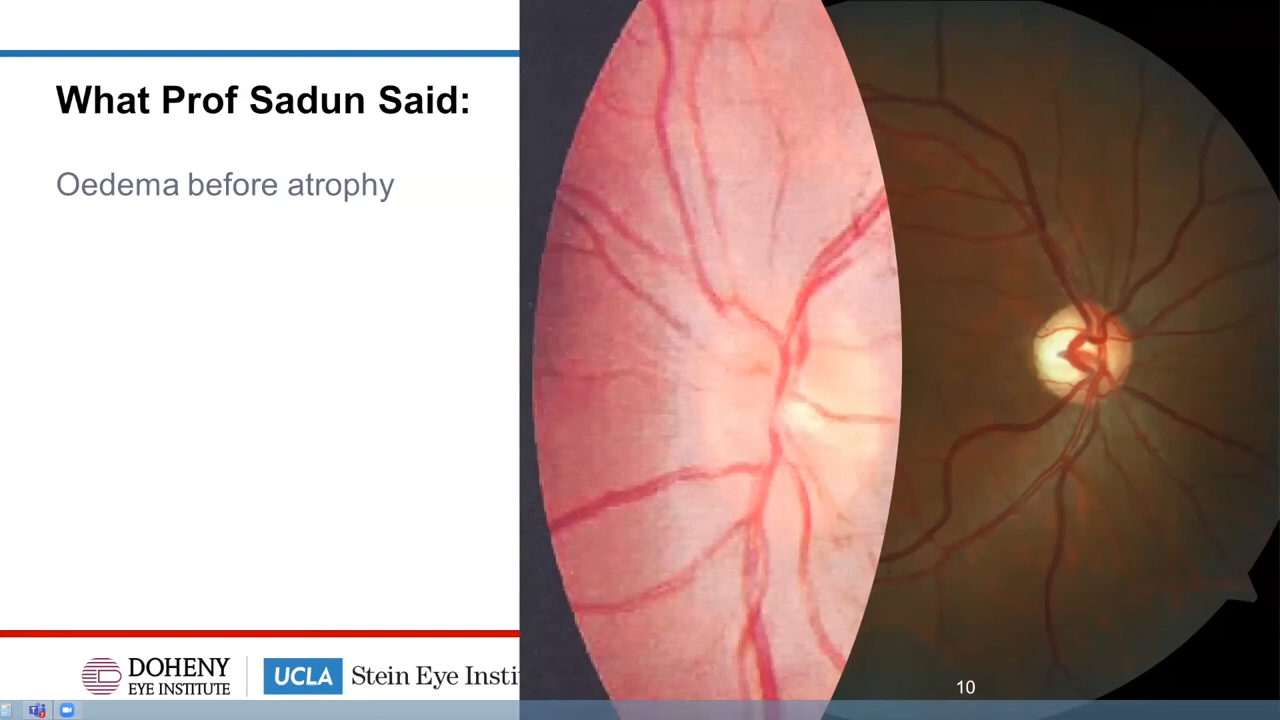 What Prof Sadun Said:
Oedema before atrophy
DOHENY
EYE INSTITUTE
UCLA
Stein Eye Insti
10